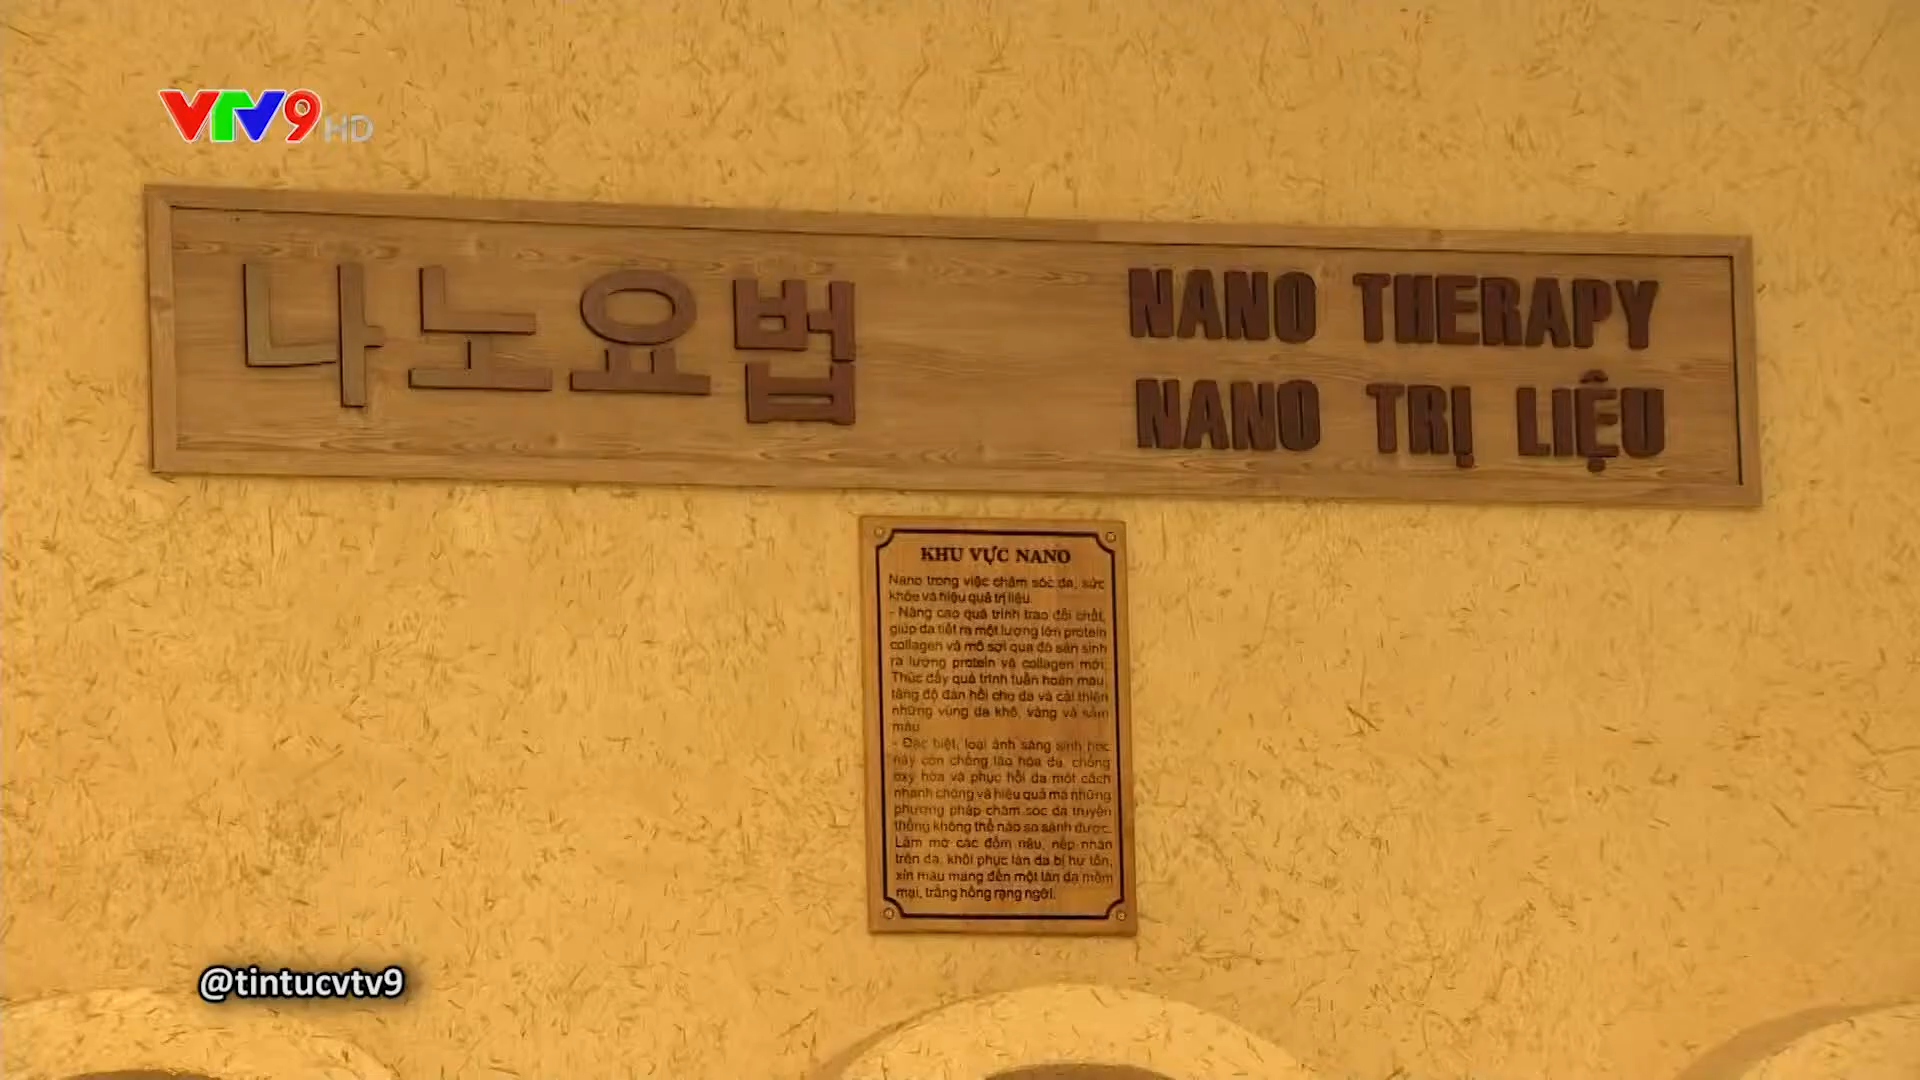 VTV9 HD
나노요법
NANO THERAPY
NANO TRỊ LIỆU
KHU VỰC NANO
Nano trong việc chăm sóc da, sức
khỏe và hiệu quả trị liệu.
- Nâng cao quá trình trao đổi chất,
giúp da tiết ra một lượng lớn protein
collagen và mô sợi qua đó sản sinh
ra lượng protein và collagen mới.
Thúc đẩy quá trình tuần hoàn máu,
tăng độ đàn hồi cho da và cải thiện
những vùng da khô, vàng và sẫm
màu
- Đặc biệt, loại ánh sáng sinh học
này còn chống lão hóa da, chống
oxy hóa và phục hồi da một cách
nhanh chóng và hiệu quả mà những
phương pháp chăm sóc da truyền
thống không thể nào so sánh được.
Làm mờ các đốm nâu, nếp nhăn
trên da, khôi phục làn da bị hư tổn,
xỉn màu mang đến một làn da mềm
mại, trắng hồng rạng ngời.
@tintucvtv9